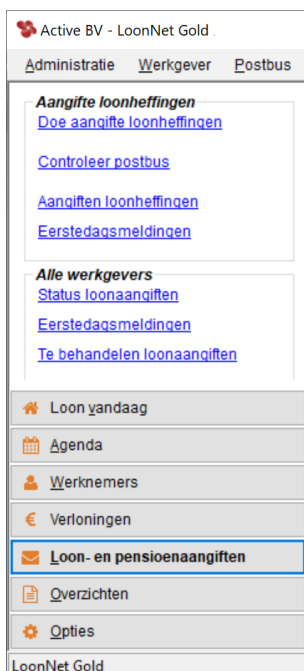 Active BV - LoonNet Gold
Administratie Werkgever Postbus
Aangifte loonheffingen
Doe aangifte loonheffingen
Controleer postbus
Aangiften loonheffingen
Eerstedagsmeldingen
Alle werkgevers
Status loonaangiften
Eerstedagsmeldingen
Te behandelen loonaangiften
Loon vandaag
Agenda
Werknemers
€ Verloningen
Loon- en pensioenaangiften
Overzichten
Opties
LoonNet Gold